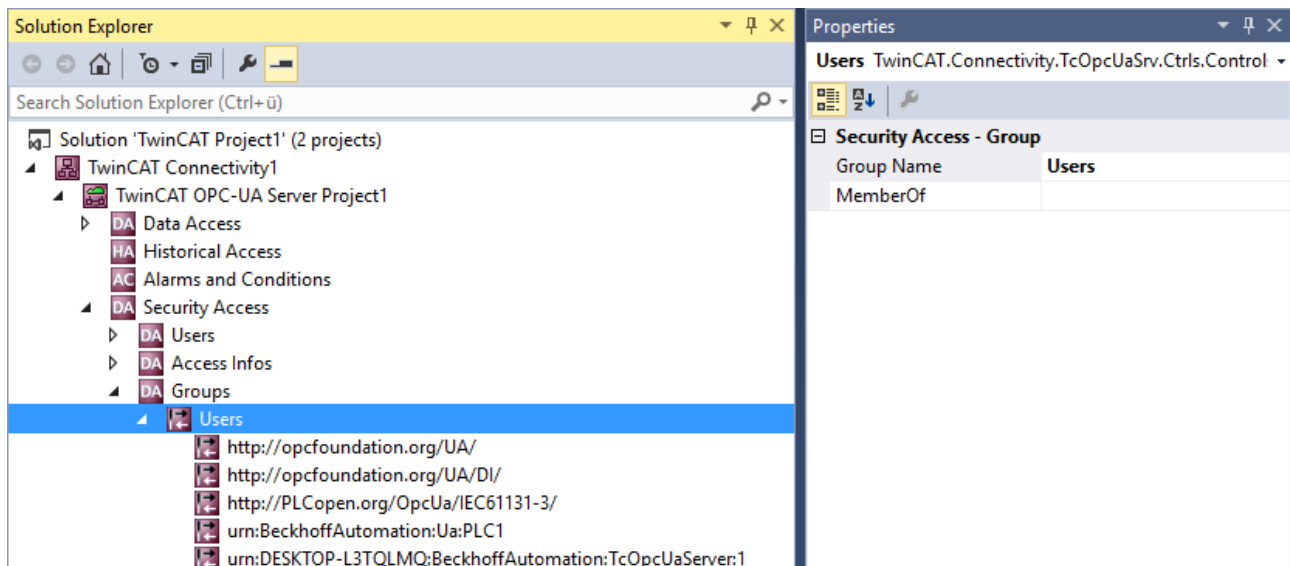 Solution Explorer
Search Solution Explorer (Ctrl+ü)
Solution 'TwinCAT Project1' (2 projects)
TwinCAT Connectivity1
TwinCAT OPC-UA Server Project1
DA Data Access
HA Historical Access
AC Alarms and Conditions
DA Security Access
DA Users
DA Access Infos
DA Groups
Users
http://opcfoundation.org/UA/
http://opcfoundation.org/UA/DI/
http://PLCopen.org/OpcUa/IEC61131-3/
urn:BeckhoffAutomation:Ua:PLC1
urn:DESKTOP-L3TQLMQ:BeckhoffAutomation:TcOpcUaServer:1
Properties
Users TwinCAT.Connectivity.TcOpcUaSrv.Ctrls.Control
Security Access - Group
Group Name Users
MemberOf